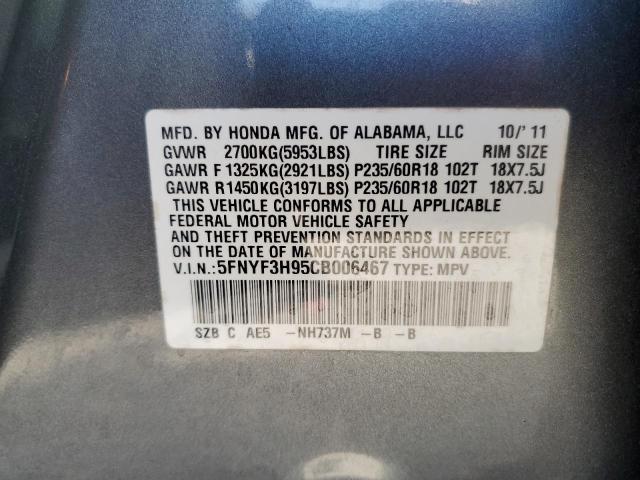 MFD. BY HONDA MFG. OF ALABAMA, LLC 10/'11
GVWR 2700KG(5953LBS) TIRE SIZE RIM SIZE
GAWR F 1325KG(2921LBS) P235/60R18 102T 18X7.5J
GAWR R1450KG(3197LBS) P235/60R18 102T 18X7.5J
THIS VEHICLE CONFORMS TO ALL APPLICABLE
FEDERAL MOTOR VEHICLE SAFETY
AND THEFT PREVENTION STANDARDS IN EFFECT
ON THE DATE OF MANUFACTURE SHOWN ABOVE.
V.I.N.:5FNYF3H95CB006467 TYPE: MPV
SZB C AE5 -NH737M -B -B